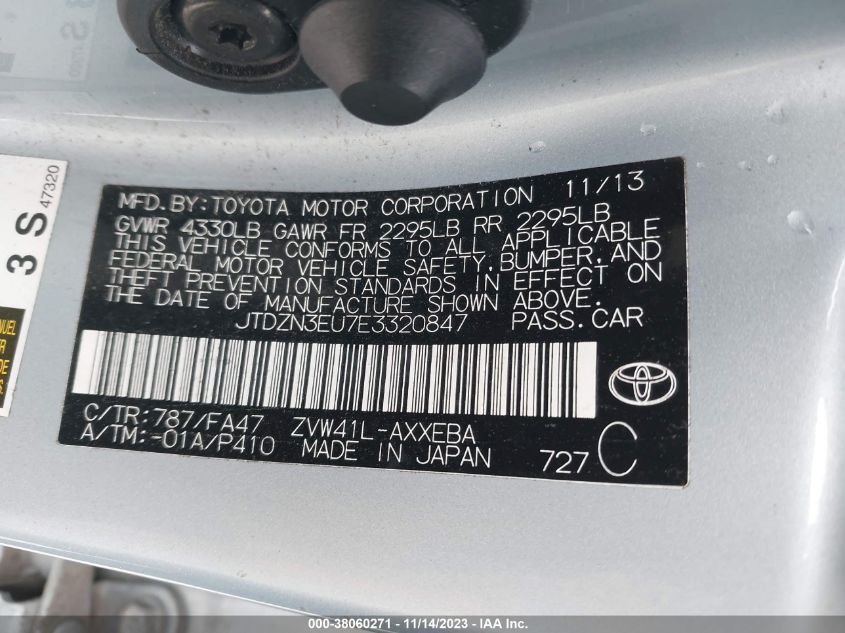 MFD. BY: TOYOTA MOTOR CORPORATION 11/13
GVWR 4330LB GAWR FR 2295LB RR 2295LB
THIS VEHICLE CONFORMS TO ALL APPLICABLE
FEDERAL MOTOR VEHICLE SAFETY, BUMPER, AND
THEFT PREVENTION STANDARDS IN EFFECT ON
THE DATE OF MANUFACTURE SHOWN ABOVE.
JTDZN3EU7E3320847 PASS. CAR
C/TR: 787/FA47 ZVW41L-AXXEBA
A/TM: -01A/P410 MADE IN JAPAN 727 C
3 S 47320
000-38060271 - 11/14/2023 - IAAI.COM